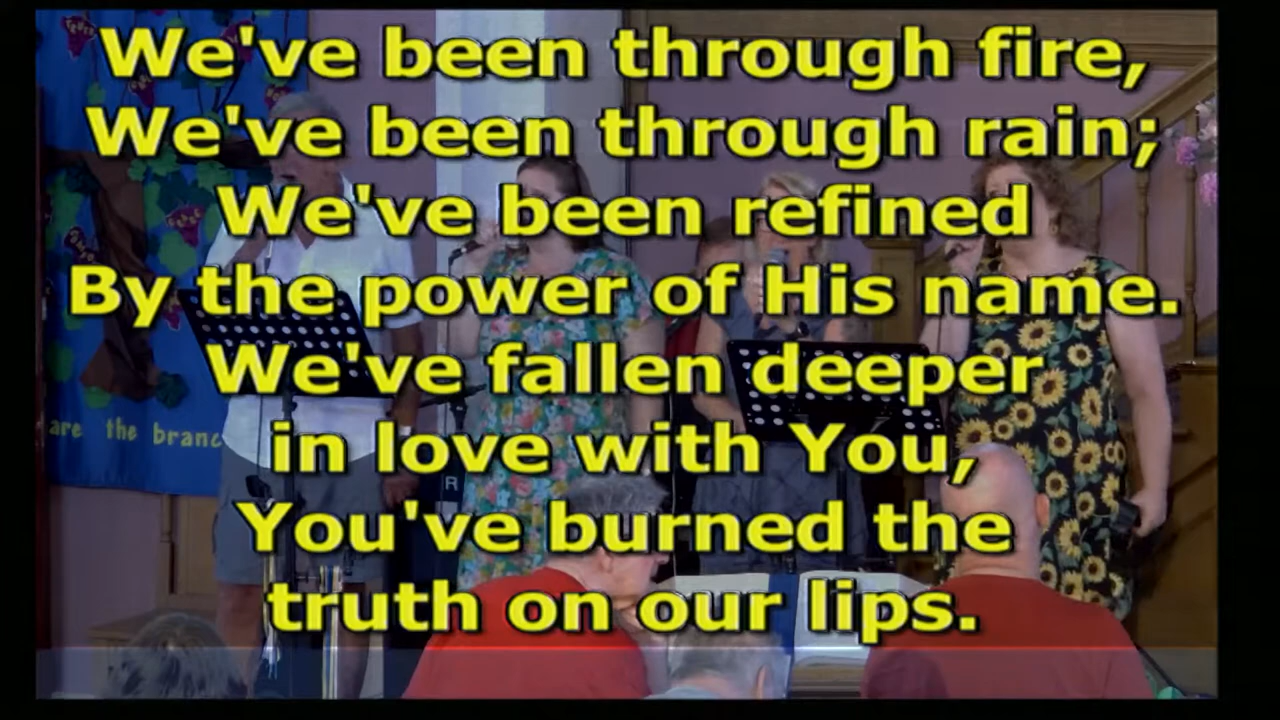 We've been through fire,
We've been through rain;
We've been refined
By the power of His name.
We've fallen deeper
in love with You,
You've burned the
truth on our lips.
are the branc
R